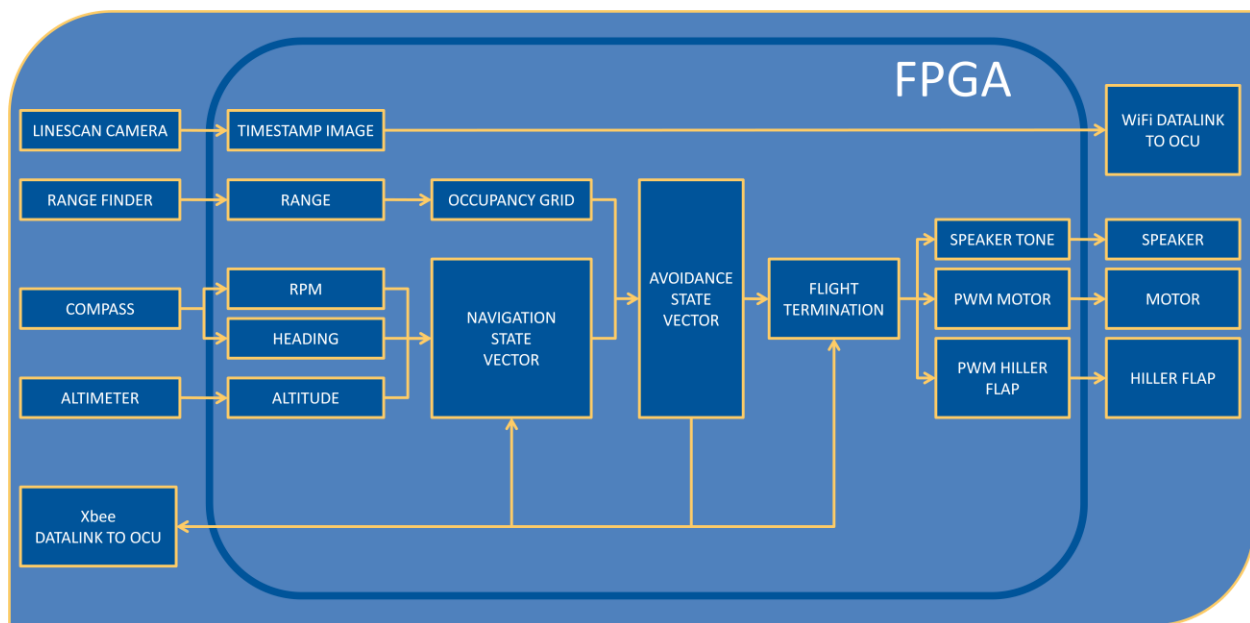 FPGA
LINESCAN CAMERA
TIMESTAMP IMAGE
WiFi DATALINK
TO OCU
RANGE FINDER
RANGE
OCCUPANCY GRID
AVOIDANCE
STATE
VECTOR
SPEAKER TONE
SPEAKER
COMPASS
RPM
HEADING
NAVIGATION
STATE
VECTOR
FLIGHT
TERMINATION
PWM MOTOR
MOTOR
ALTIMETER
ALTITUDE
PWM HILLER
FLAP
HILLER FLAP
Xbee
DATALINK TO OCU